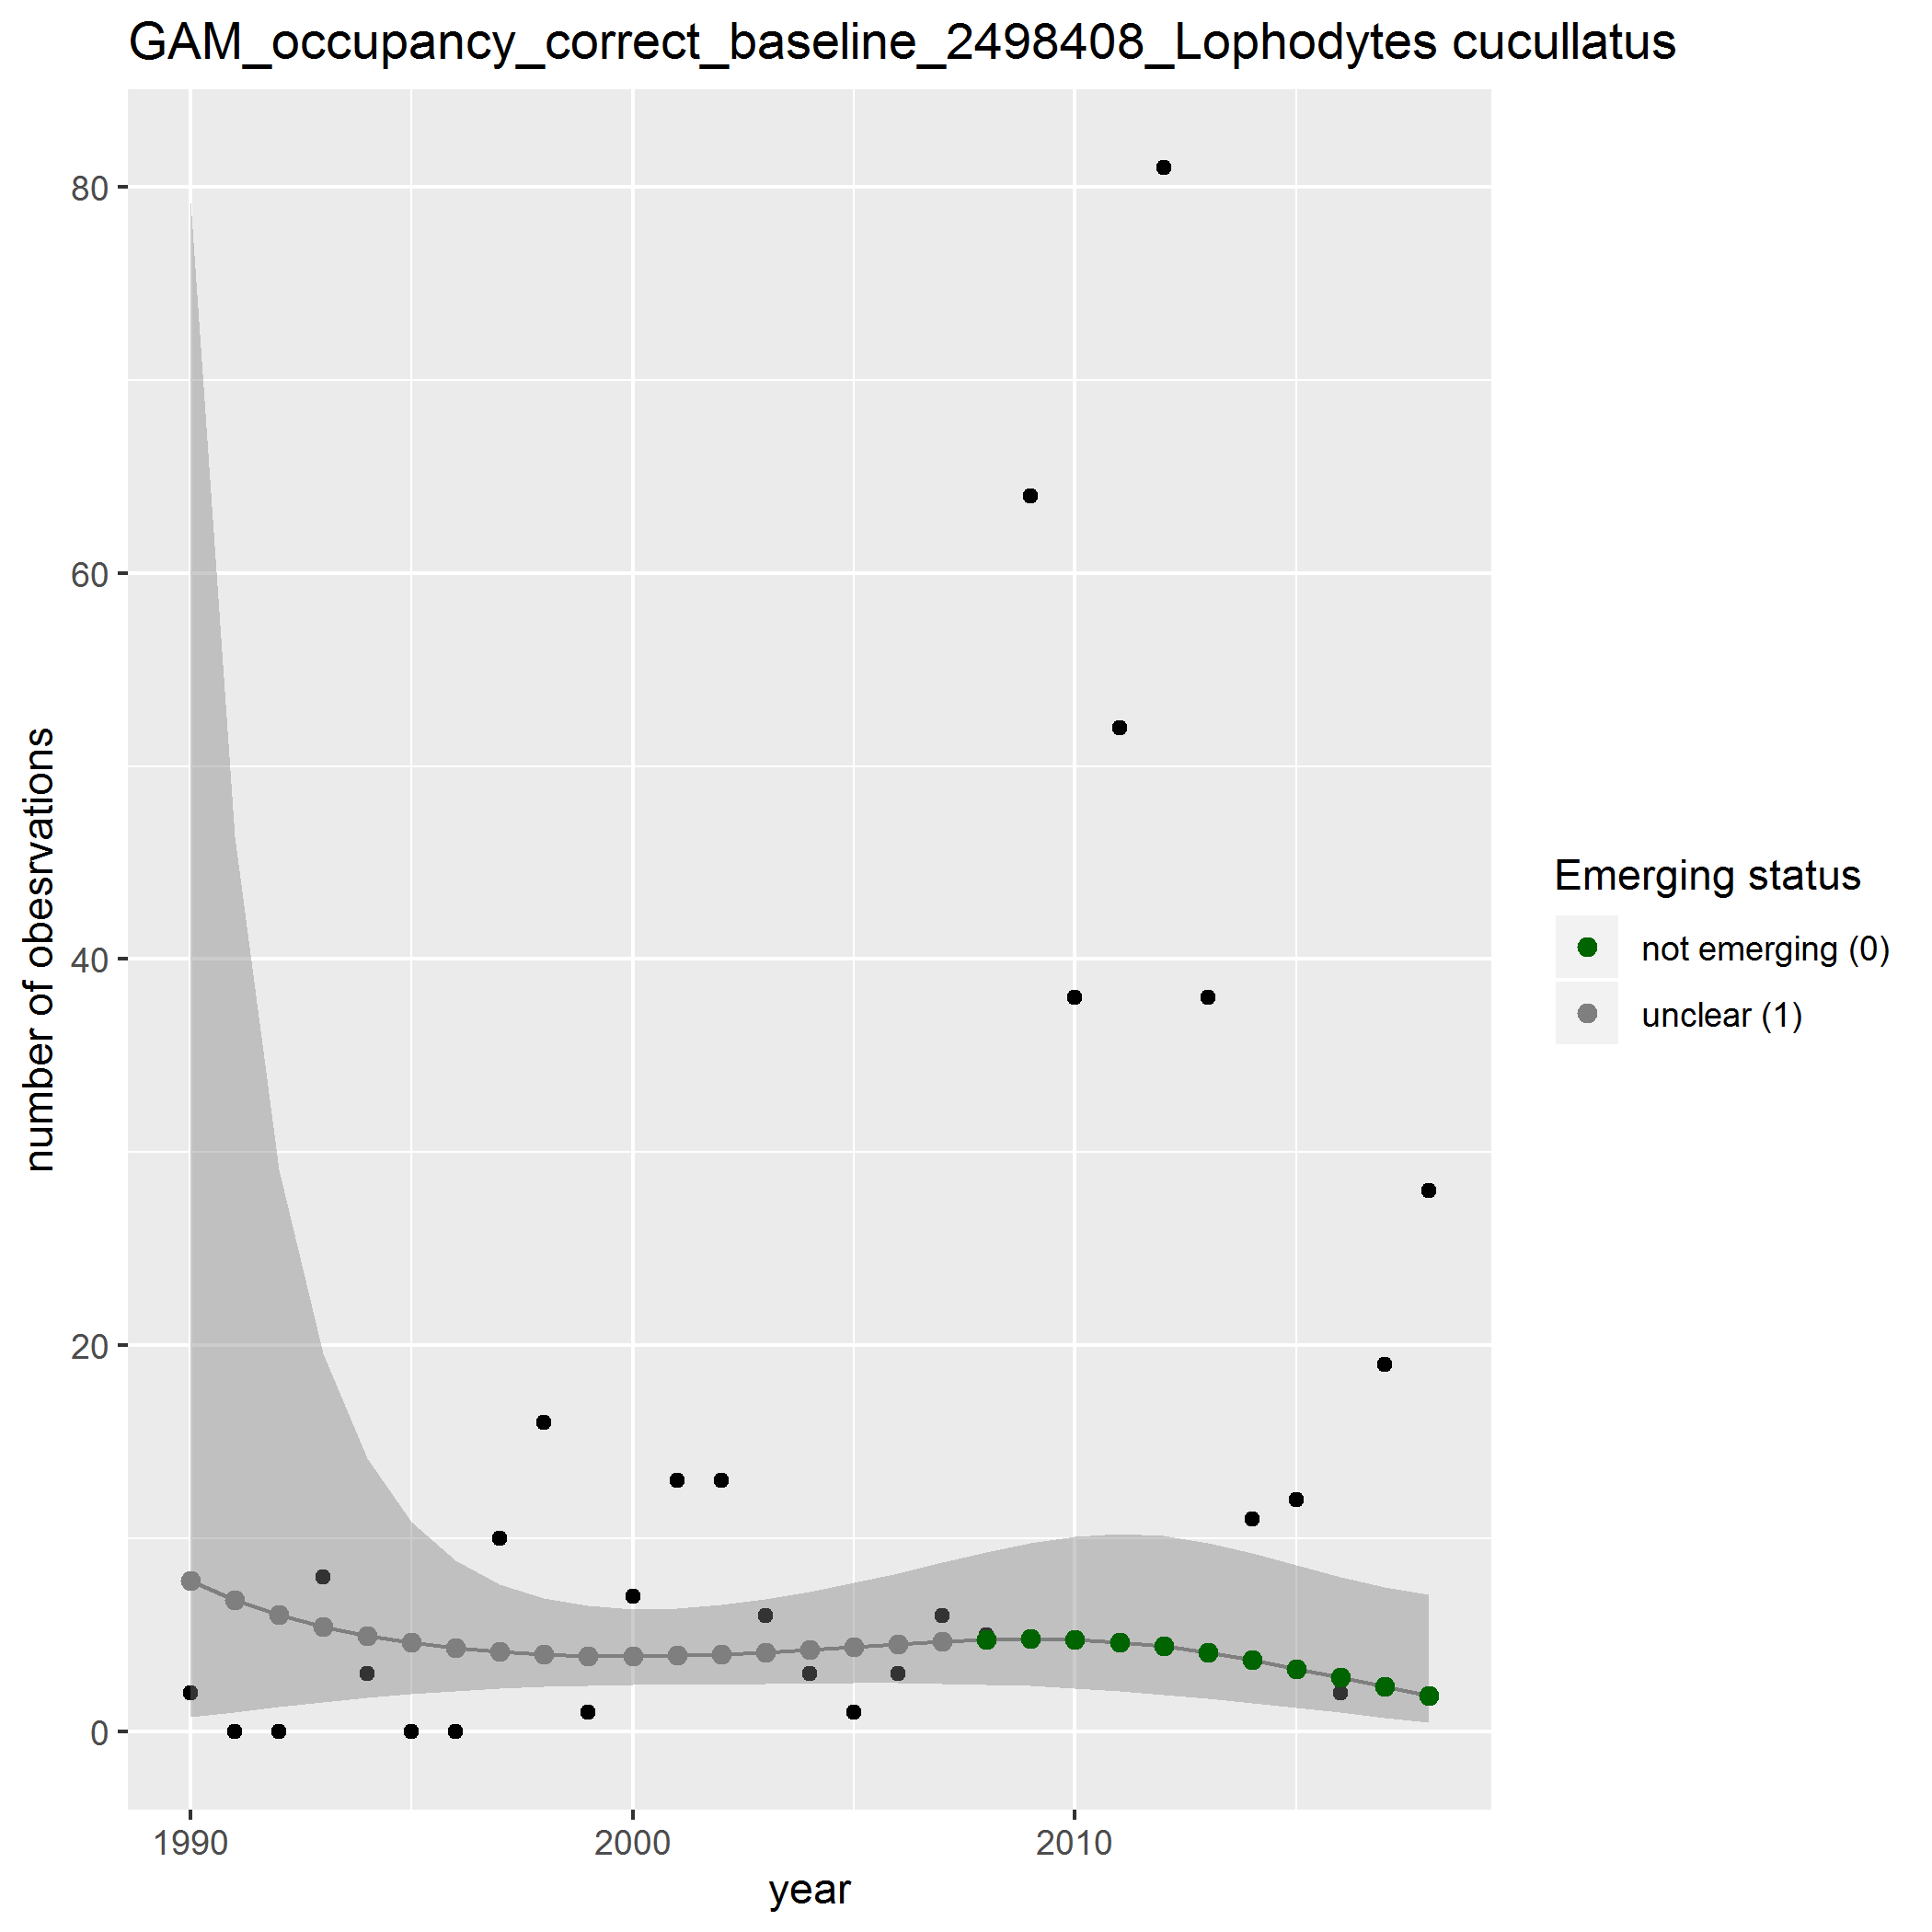 GAM_occupancy_correct_baseline_2498408_Lophodytes cucullatus
80
60
40
20
0
number of obesrvations
1990
2000
2010
year
Emerging status
not emerging (0)
unclear (1)